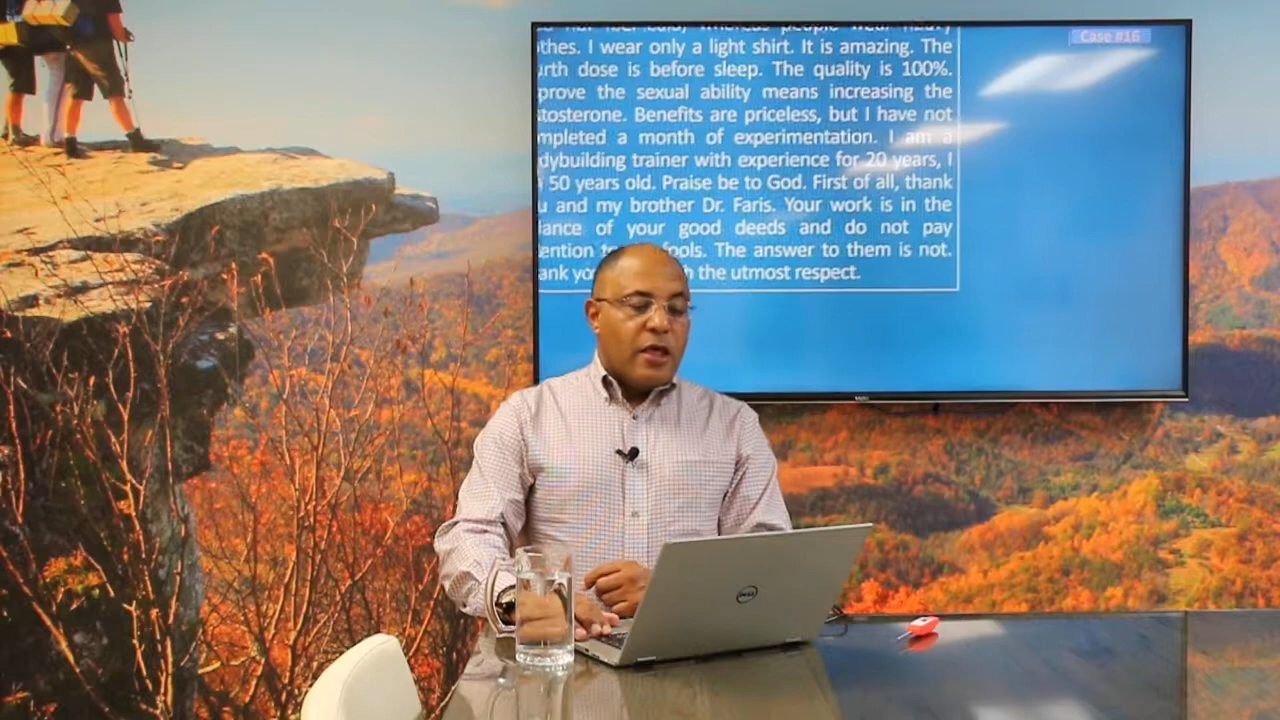 Case #16
thes. I wear only a light shirt. It is amazing. The
urth dose is before sleep. The quality is 100%.
prove the sexual ability means increasing the
tosterone. Benefits are priceless, but I have not
mpleted a month of experimentation. I am a
dybuilding trainer with experience for 20 years, I
50 years old. Praise be to God. First of all, thank
u and my brother Dr. Faris. Your work is in the
lance of your good deeds and do not pay
ention fools. The answer to them is not.
ank the utmost respect.
DELL